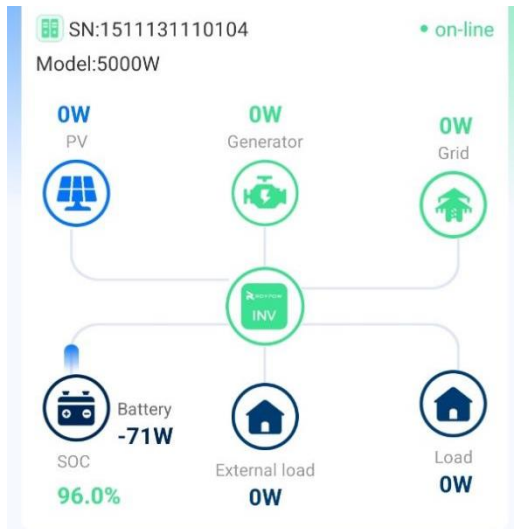 SN:1511131110104
on-line
Model:5000W
0W
PV
0W
Generator
0W
Grid
INV
Battery
-71W
SOC
96.0%
External load
0W
Load
0W